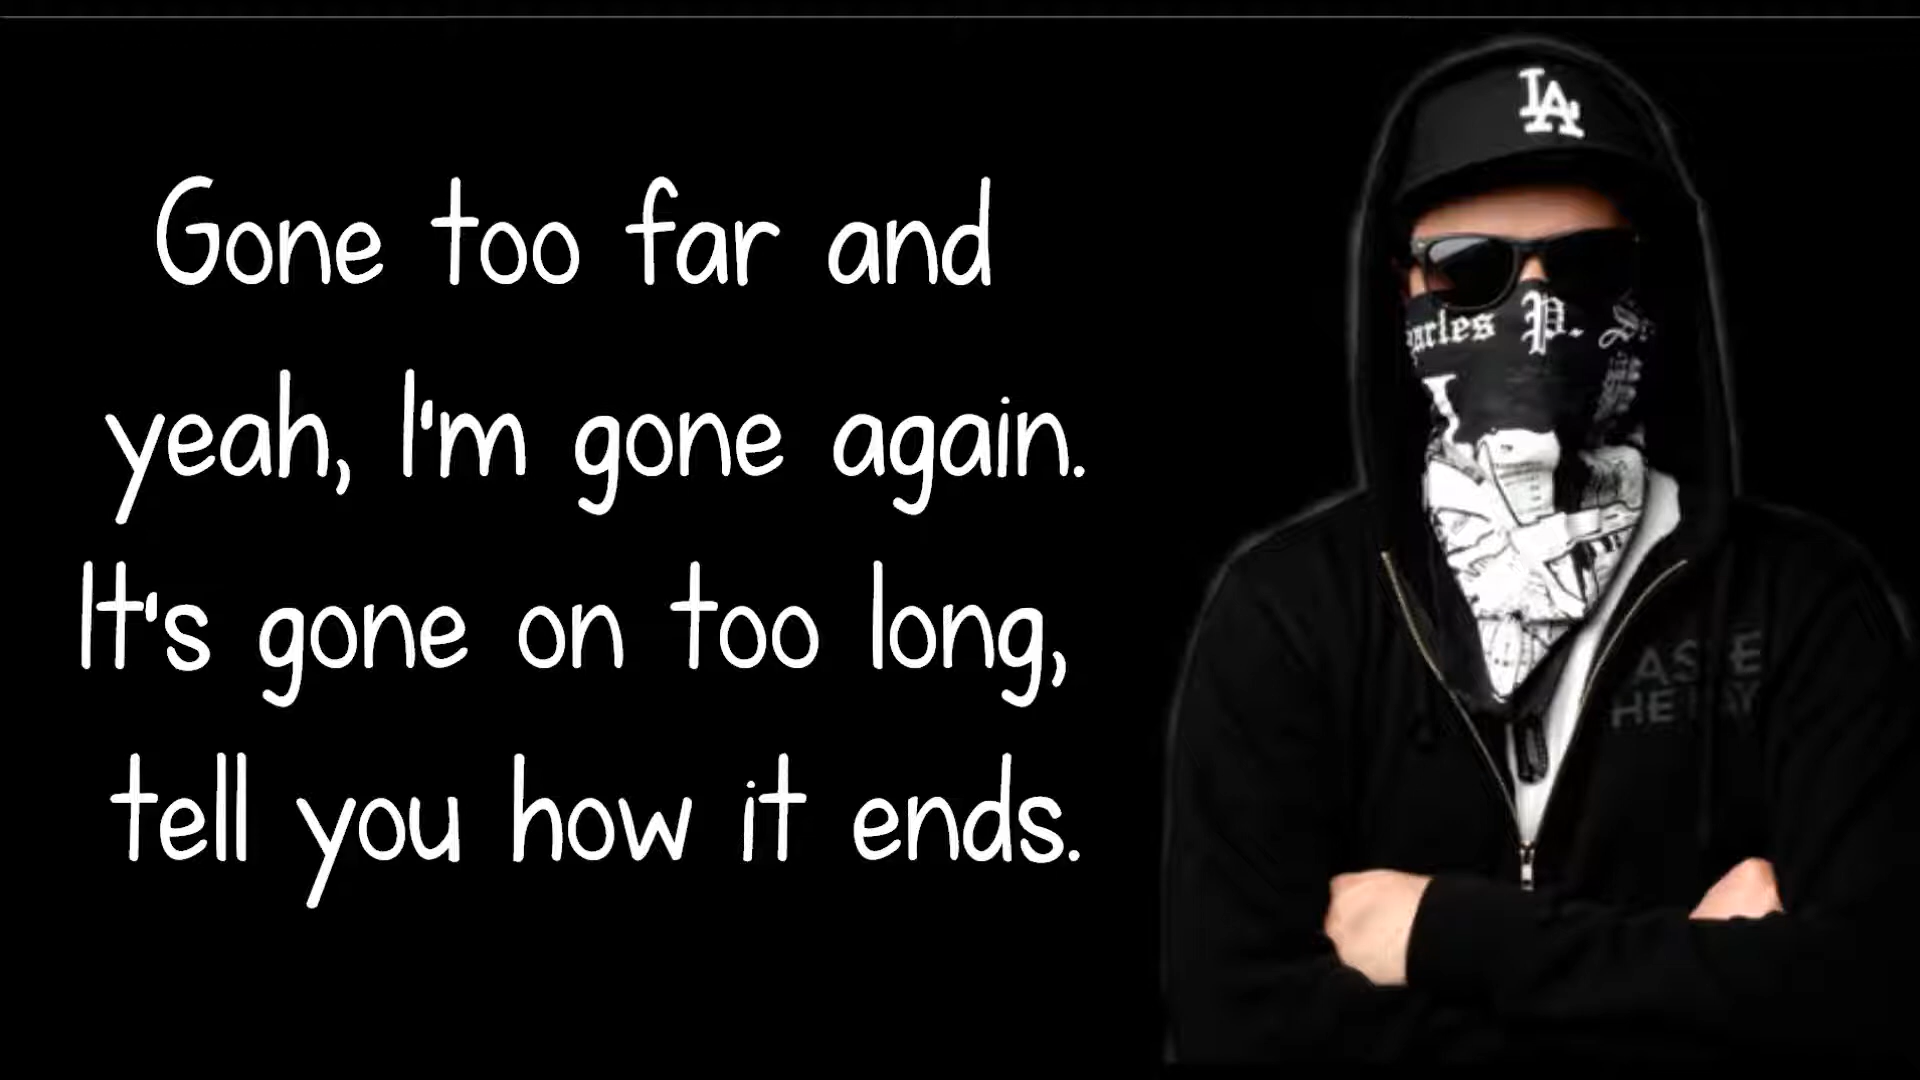 Gone too far and
yeah, I'm gone again.
It's gone on too long,
tell you how it ends.
LA
P.